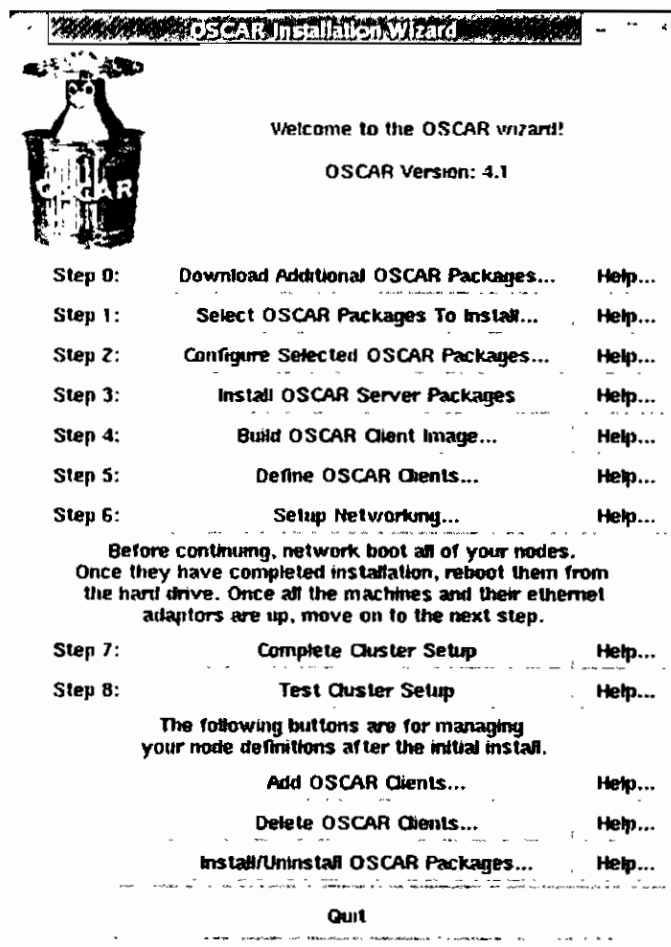 OSCAR Installation Wizard
OSCAR
Welcome to the OSCAR wizard!
OSCAR Version: 4.1
Step 0: Download Additional OSCAR Packages... Help...
Step 1: Select OSCAR Packages To Install... Help...
Step 2: Configure Selected OSCAR Packages... Help...
Step 3: Install OSCAR Server Packages Help...
Step 4: Build OSCAR Client Image... Help...
Step 5: Define OSCAR Clients... Help...
Step 6: Setup Networking... Help...
Before continuing, network boot all of your nodes.
Once they have completed installation, reboot them from
the hard drive. Once all the machines and their ethernet
adaptors are up, move on to the next step.
Step 7: Complete Cluster Setup Help...
Step 8: Test Cluster Setup Help...
The following buttons are for managing
your node definitions after the initial install.
Add OSCAR Clients... Help...
Delete OSCAR Clients... Help...
Install/Uninstall OSCAR Packages... Help...
Quit